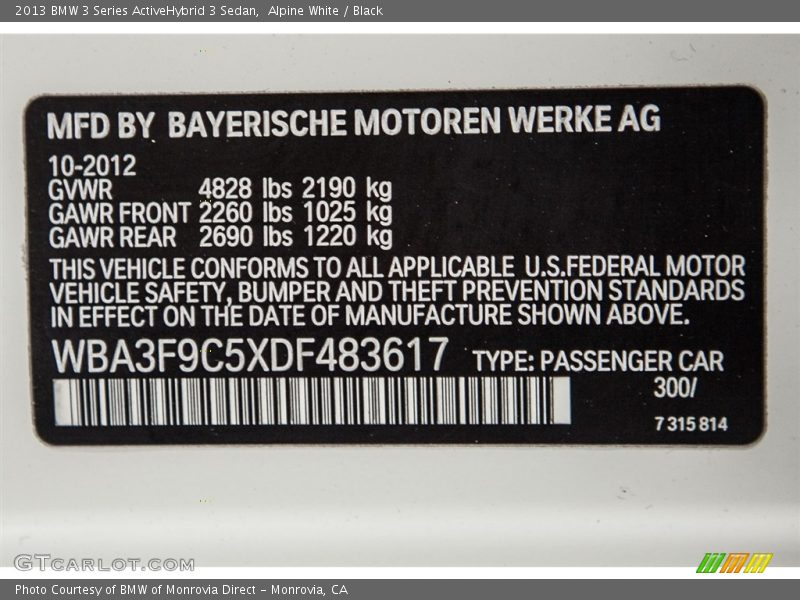 2013 BMW 3 Series ActiveHybrid 3 Sedan,  Alpine White / Black
MFD BY BAYERISCHE MOTOREN WERKE AG
10-2012
GVWR 4828 lbs 2190 kg
GAWR FRONT 2260 lbs 1025 kg
GAWR REAR 2690 lbs 1220 kg
THIS VEHICLE CONFORMS TO ALL APPLICABLE U.S.FEDERAL MOTOR
VEHICLE SAFETY, BUMPER AND THEFT PREVENTION STANDARDS
IN EFFECT ON THE DATE OF MANUFACTURE SHOWN ABOVE.
WBA3F9C5XDF483617 TYPE: PASSENGER CAR
300/
7 315 814
GTCARLOT.COM
Photo Courtesy of BMW of Monrovia Direct – Monrovia, CA